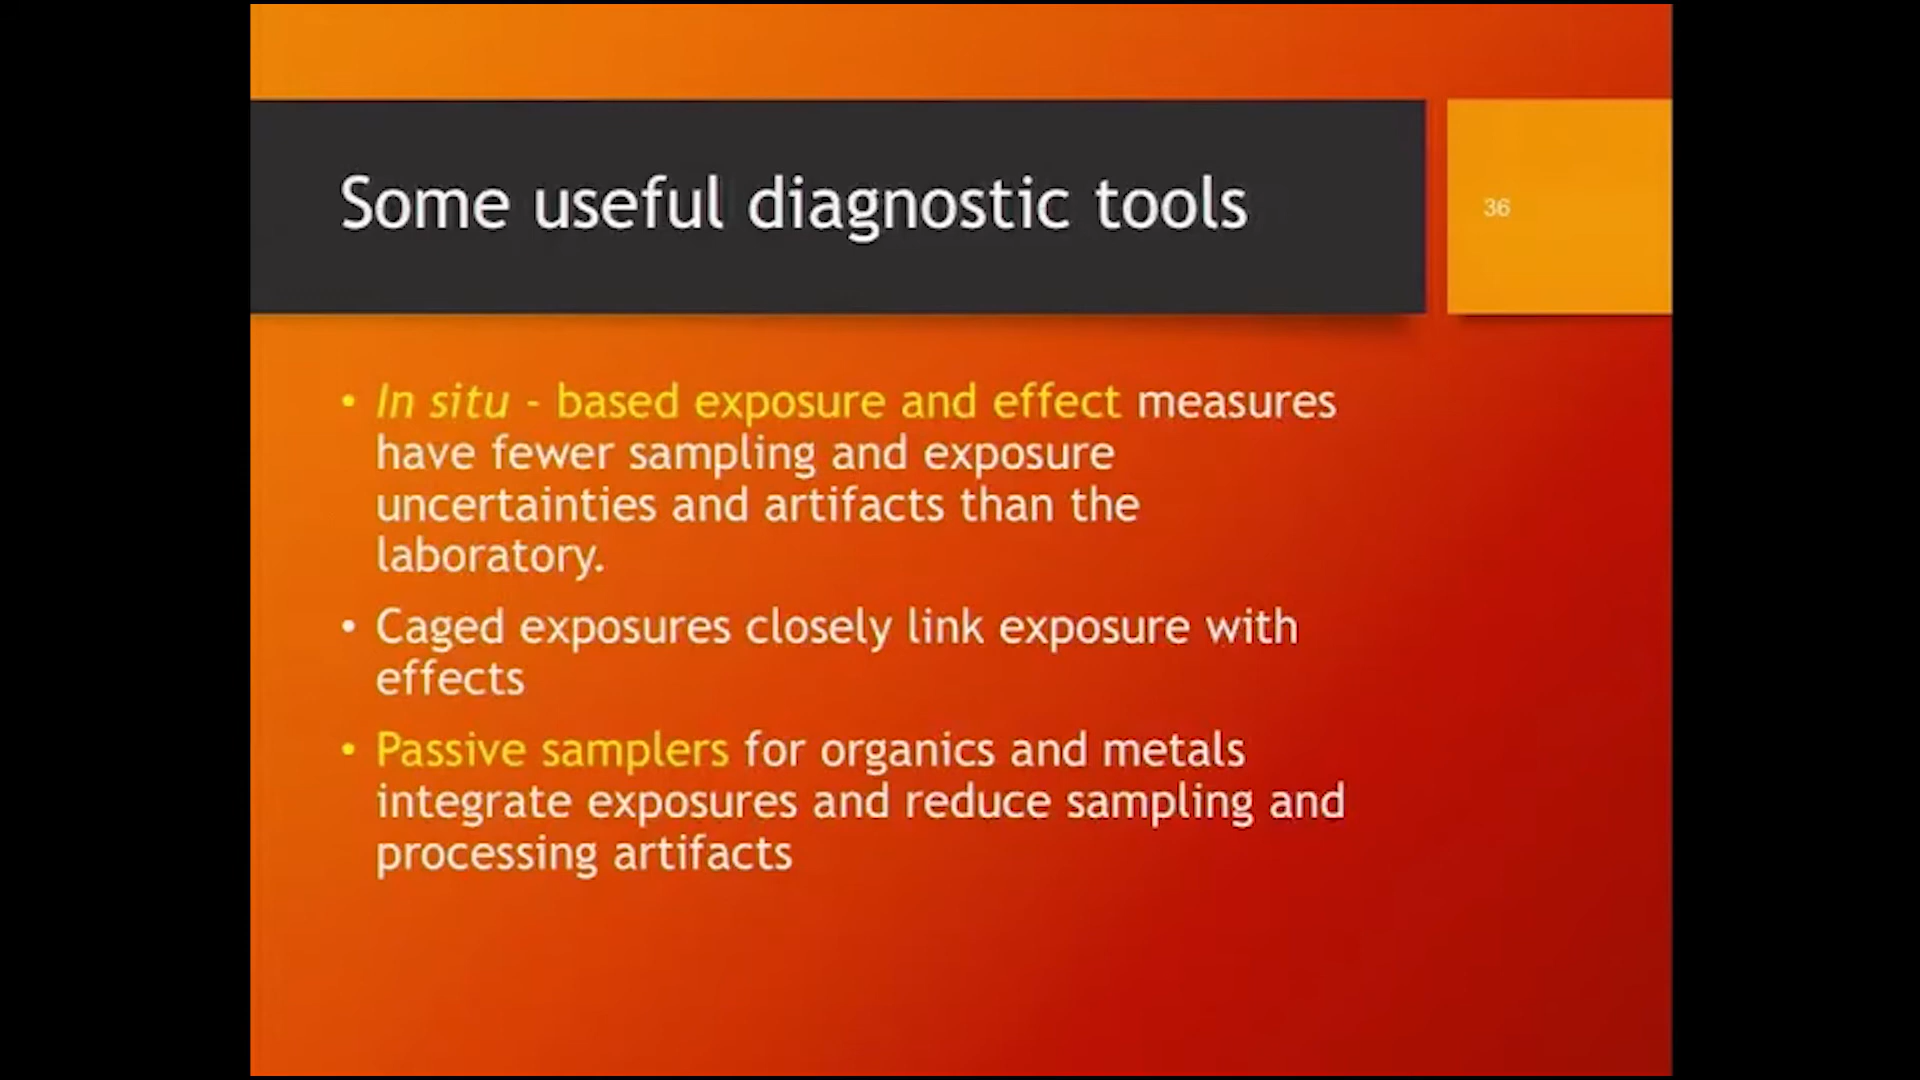 Some useful diagnostic tools
36
• In situ - based exposure and effect measures
have fewer sampling and exposure
uncertainties and artifacts than the
laboratory.
• Caged exposures closely link exposure with
effects
• Passive samplers for organics and metals
integrate exposures and reduce sampling and
processing artifacts